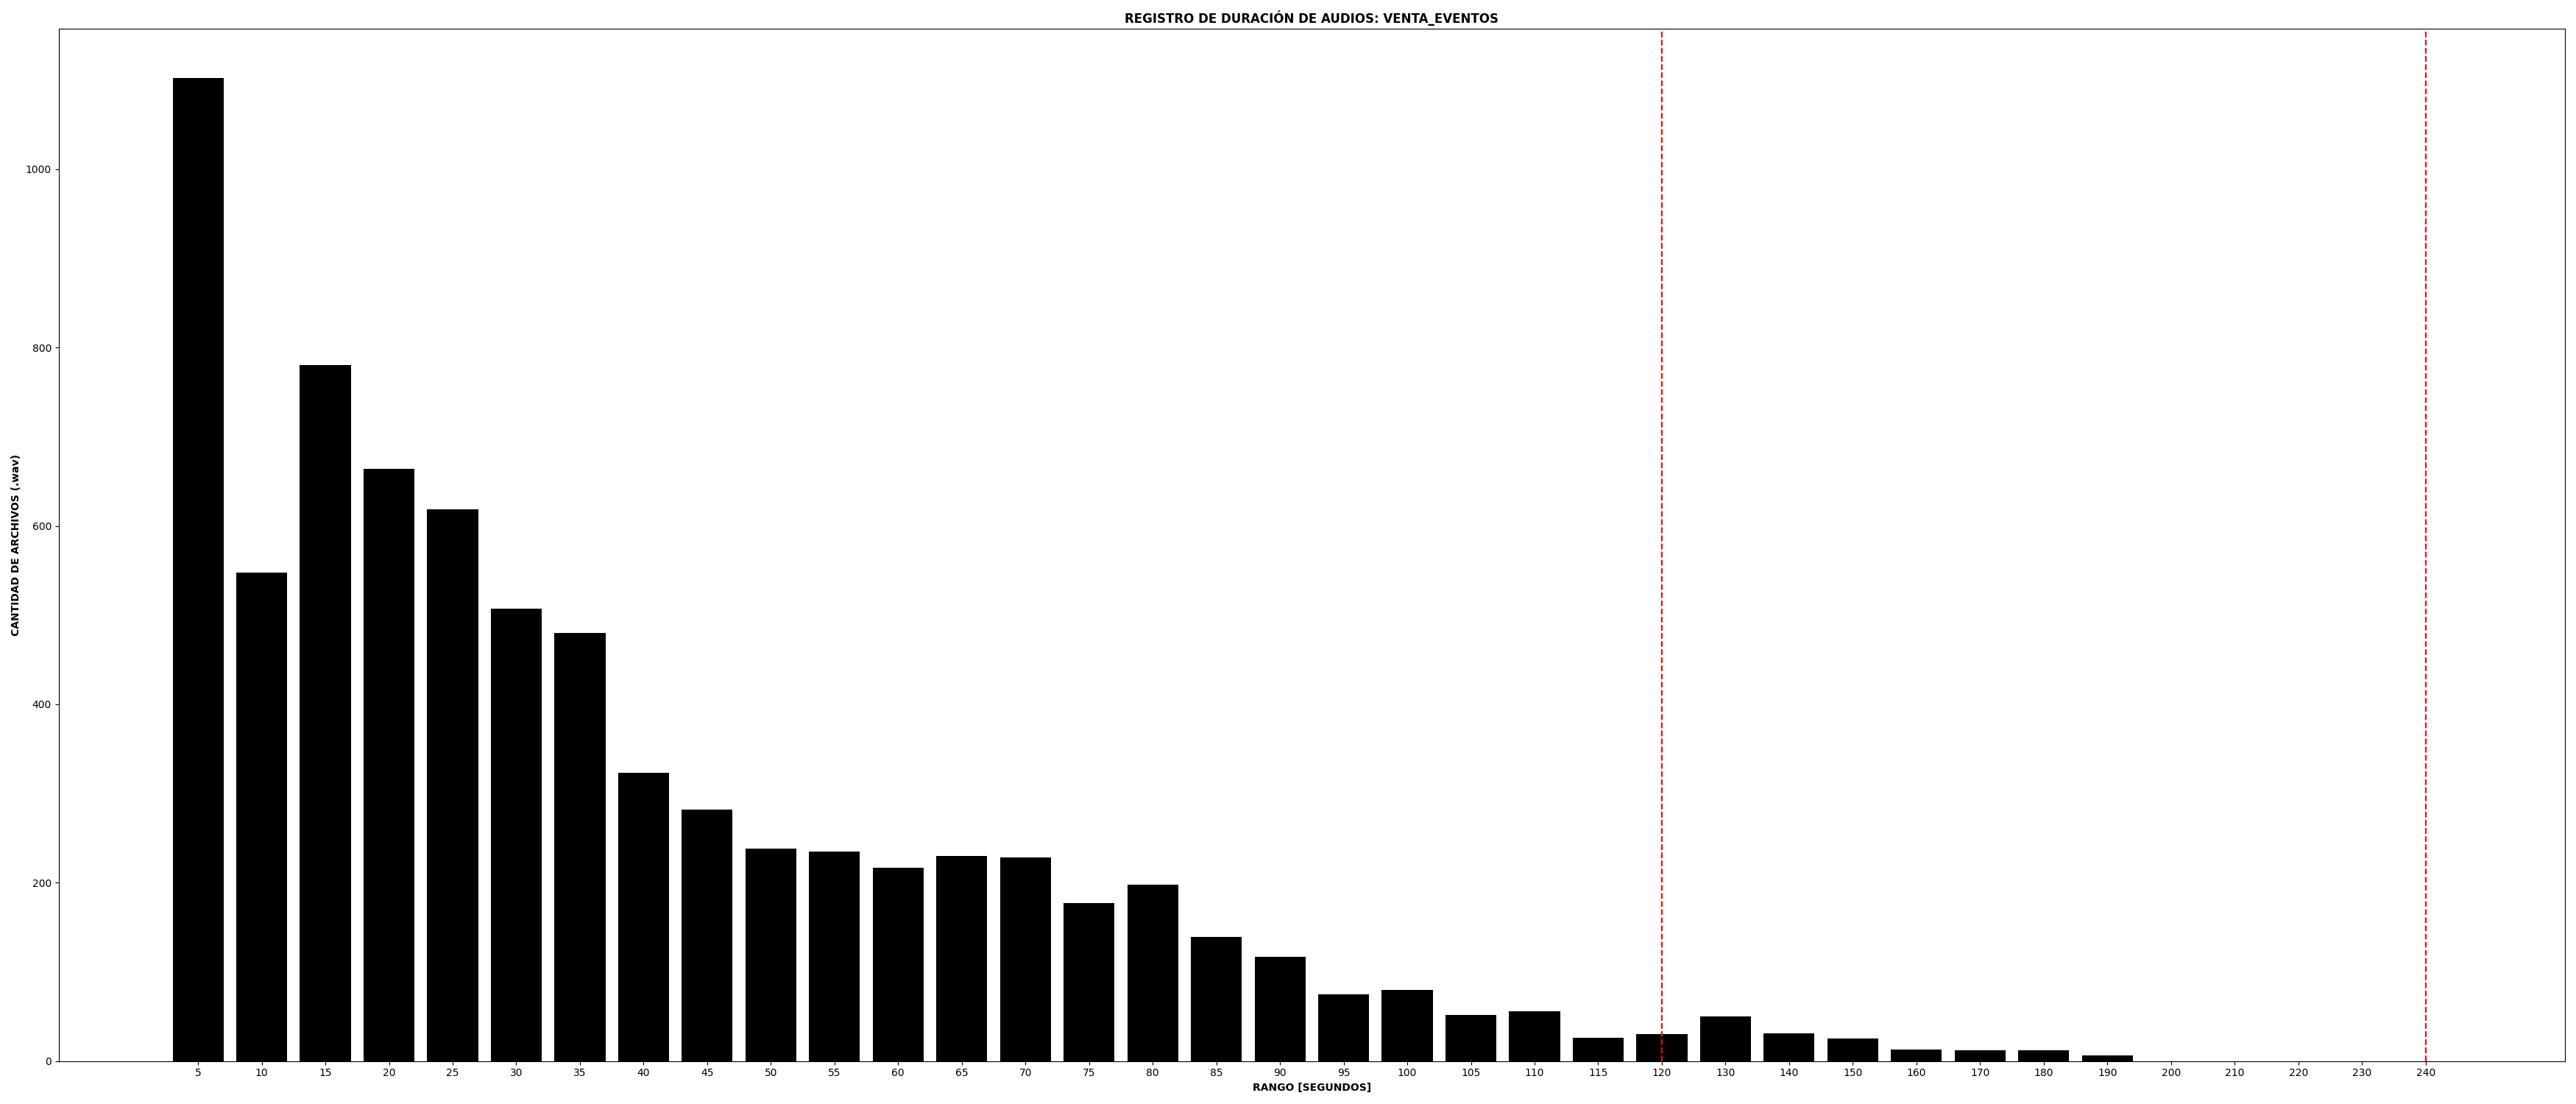 REGISTRO DE DURACIÓN DE AUDIOS: VENTA_EVENTOS
CANTIDAD DE ARCHIVOS (.wav)
1000
800
600
400
200
0
5 10 15 20 25 30 35 40 45 50 55 60 65 70 75 80 85 90 95 100 105 110 115 120 130 140 150 160 170 180 190 200 210 220 230 240
RANGO [SEGUNDOS]